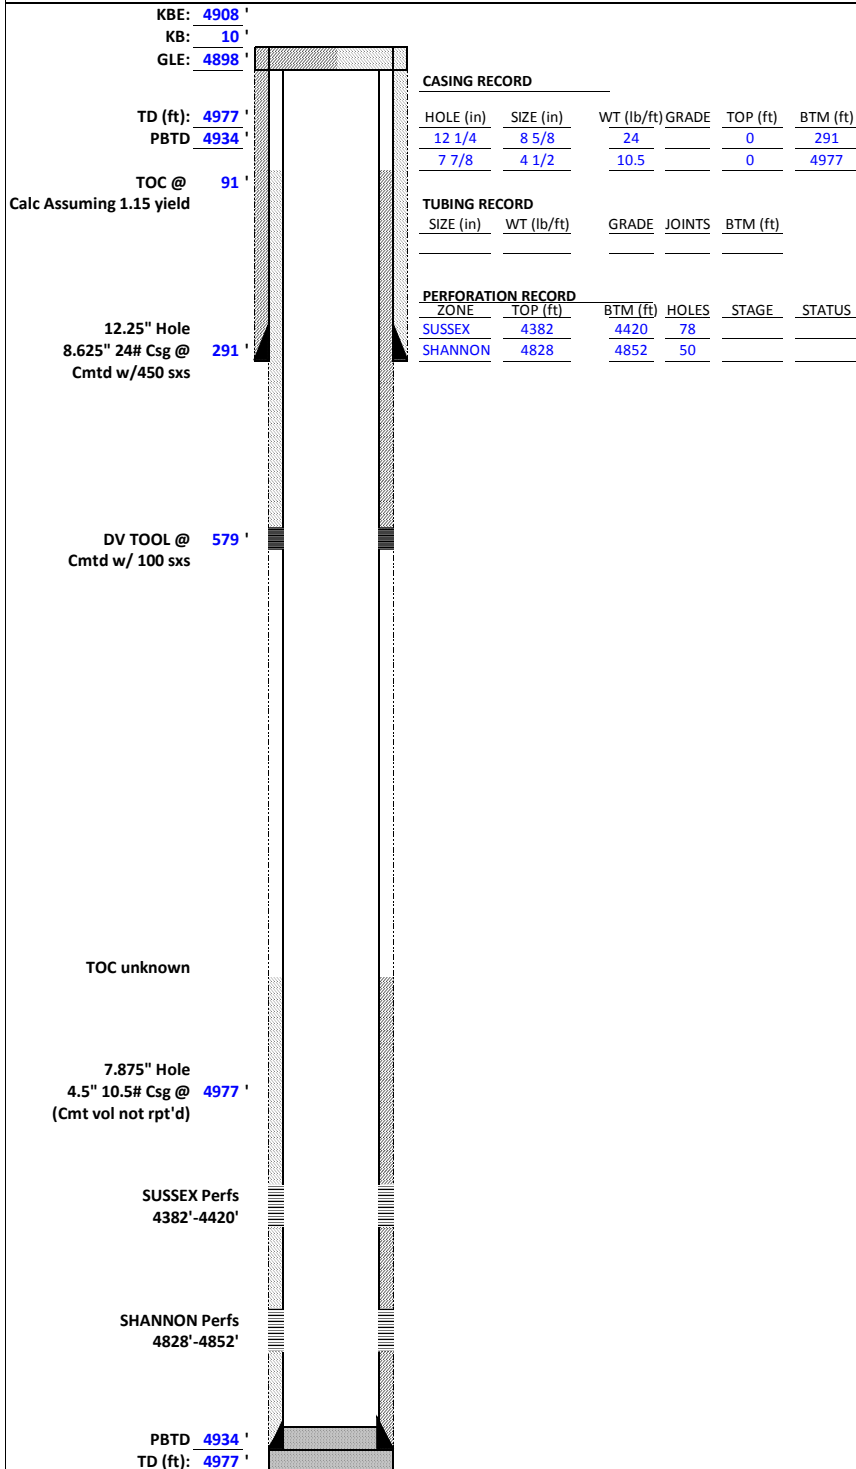 KBE: 4908 '
KB: 10 '
GLE: 4898 '
TD (ft): 4977 '
PBTD 4934 '
TOC @ 91 '
Calc Assuming 1.15 yield
12.25" Hole
8.625" 24# Csg @ 291 '
Cmtd w/450 sxs
DV TOOL @ 579 '
Cmtd w/ 100 sxs
TOC unknown
7.875" Hole
4.5" 10.5# Csg @ 4977 '
(Cmt vol not rpt'd)
SUSSEX Perfs
4382'-4420'
SHANNON Perfs
4828'-4852'
PBTD 4934 '
TD (ft): 4977 '
CASING RECORD
HOLE (in) SIZE (in) WT (lb/ft) GRADE TOP (ft) BTM (ft)
12 1/4 8 5/8 24 0 291
7 7/8 4 1/2 10.5 0 4977
TUBING RECORD
SIZE (in) WT (lb/ft) GRADE JOINTS BTM (ft)
PERFORATION RECORD
ZONE TOP (ft) BTM (ft) HOLES STAGE STATUS
SUSSEX 4382 4420 78
SHANNON 4828 4852 50